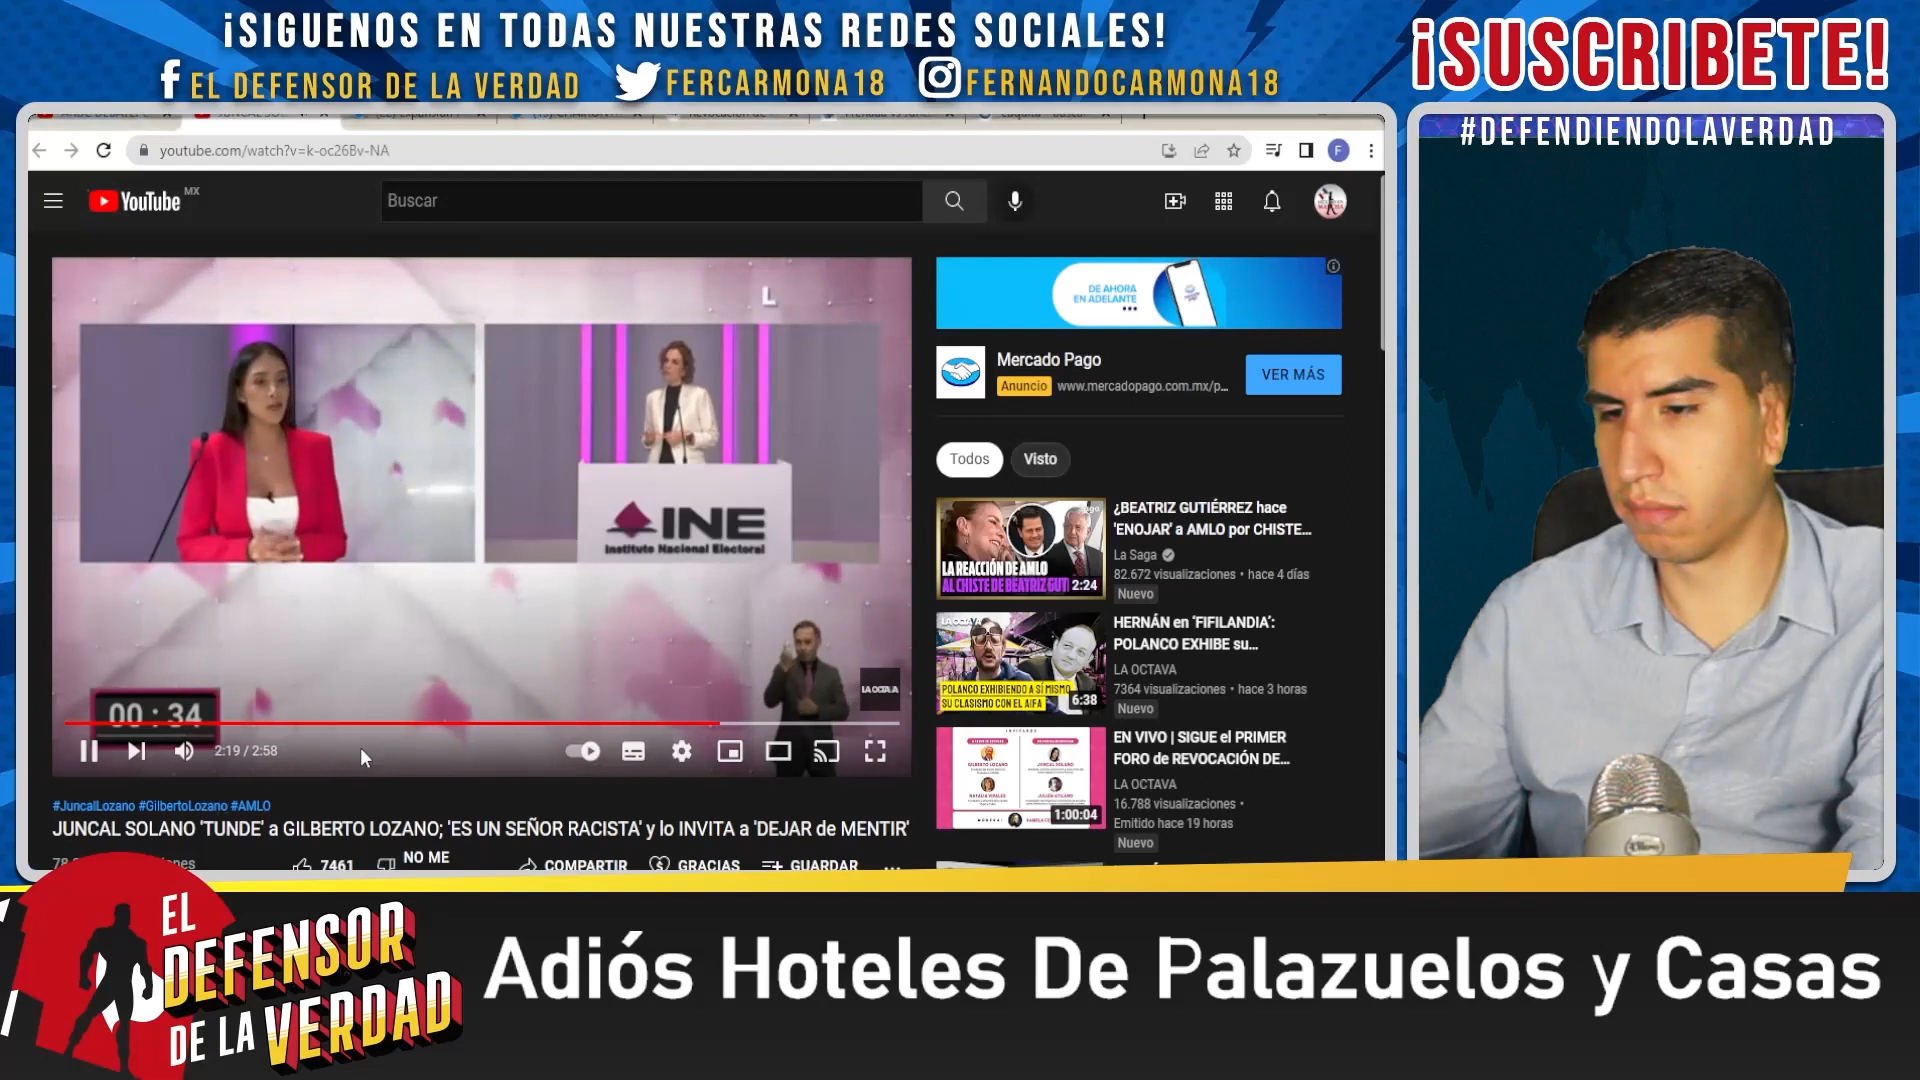 ¡SIGUENOS EN TODAS NUESTRAS REDES SOCIALES!
EL DEFENSOR DE LA VERDAD
FERCARMONA18
FERNANDOCARMONA18
¡SUSCRIBETE!
#DEFENDIENDOLAVERDAD
youtube.com/watch?v=k-oc26Bv-NA
F
YouTube MX
Buscar
L
INE
Instituto Nacional Electoral
LA OCTAVA
00 : 34
2:19 / 2:58
#JuncalLozano #GilbertoLozano #AMLO
JUNCAL SOLANO 'TUNDE' a GILBERTO LOZANO; 'ES UN SEÑOR RACISTA' y lo INVITA a 'DEJAR de MENTIR'
7461
NO ME
COMPARTIR
GRACIAS
GUARDAR
DE AHORA
EN ADELANTE
Mercado Pago
Anuncio www.mercadopago.com.mx/p...
VER MÁS
Todos
Visto
LA REACCIÓN DE AMLO
AL CHISTE DE BEATRIZ GUT
2:24
¿BEATRIZ GUTIÉRREZ hace
'ENOJAR' a AMLO por CHISTE...
La Saga
82.672 visualizaciones • hace 4 días
Nuevo
LA OCTAVA
POLANCO EXHIBIENDO A SÍ MISMO
SU CLASISMO CON EL AIFA
6:38
HERNÁN en 'FIFILANDIA':
POLANCO EXHIBE su...
LA OCTAVA
7364 visualizaciones • hace 3 horas
Nuevo
1:00:04
EN VIVO | SIGUE el PRIMER
FORO de REVOCACIÓN DE...
LA OCTAVA
16.788 visualizaciones •
Emitido hace 19 horas
Nuevo
EL
DEFENSOR
DE LA VERDAD
Adiós Hoteles De Palazuelos y Casas